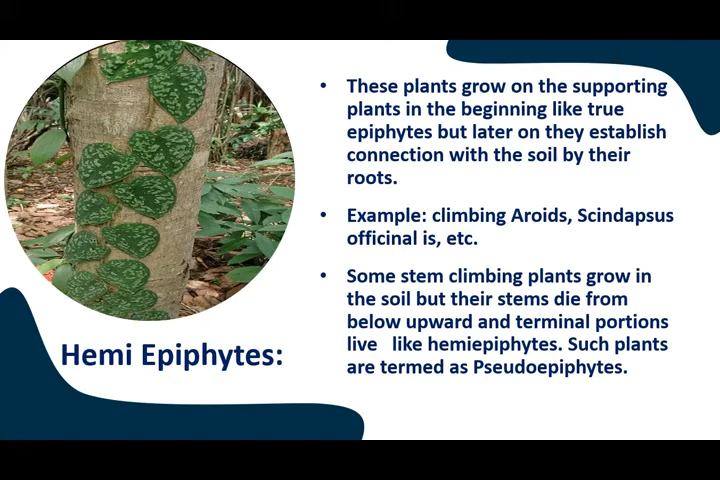 • These plants grow on the supporting
plants in the beginning like true
epiphytes but later on they establish
connection with the soil by their
roots.
• Example: climbing Aroids, Scindapsus
officinal is, etc.
• Some stem climbing plants grow in
the soil but their stems die from
below upward and terminal portions
live like hemiepiphytes. Such plants
are termed as Pseudoepiphytes.
Hemi Epiphytes: